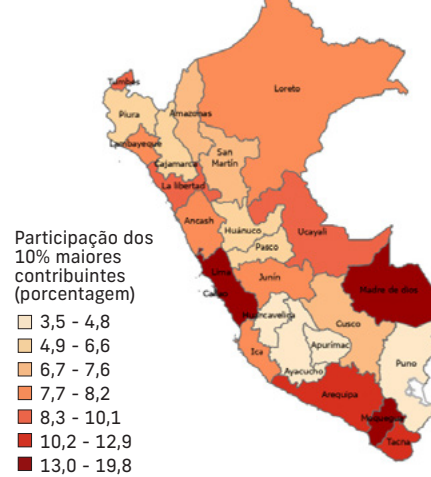 Tumbes
Loreto
Piura
Amazonas
Lambayeque
San
Martín
Cajamarca
La libertad
Ancash
Huánuco
Ucayali
Pasco
Participação dos
10% maiores
contribuintes
(porcentagem)
3,5 - 4,8
4,9 - 6,6
6,7 - 7,6
7,7 - 8,2
8,3 - 10,1
10,2 - 12,9
13,0 - 19,8
Lima
Callao
Junín
Madre de dios
Huancavelica
Cusco
Apurímac
Ica
Ayacucho
Puno
Arequipa
Moquegua
Tacna